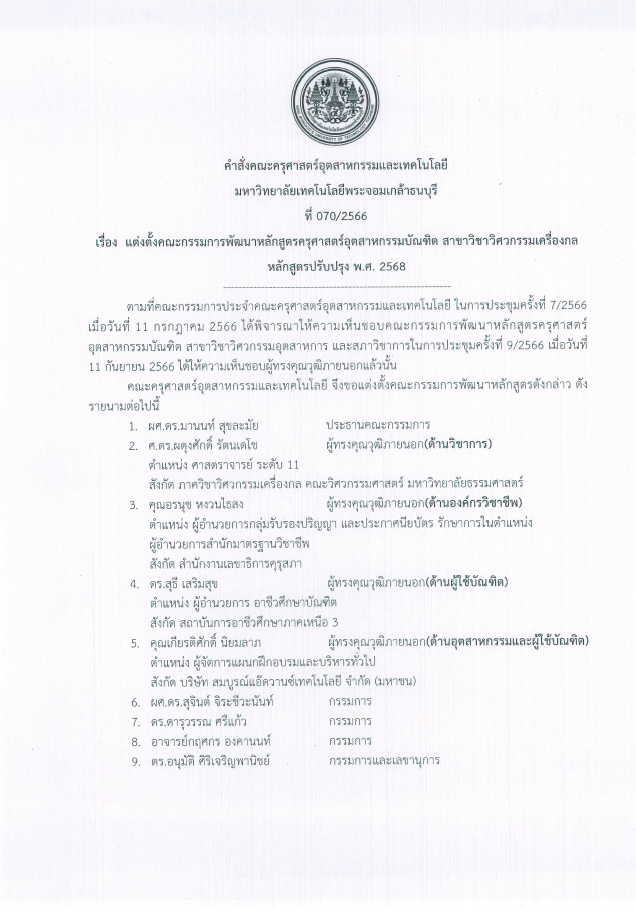 คำสั่งคณะครุศาสตร์อุตสาหกรรมและเทคโนโลยี
มหาวิทยาลัยเทคโนโลยีพระจอมเกล้าธนบุรี
ที่ 070/2566
เรื่อง แต่งตั้งคณะกรรมการพัฒนาหลักสูตรครุศาสตร์อุตสาหกรรมบัณฑิต สาขาวิชาวิศวกรรมเครื่องกล
หลักสูตรปรับปรุง พ.ศ. 2568
ตามที่คณะกรรมการประจำคณะครุศาสตร์อุตสาหกรรมและเทคโนโลยี ในการประชุมครั้งที่ 7/2566
เมื่อวันที่ 11 กรกฎาคม 2566 ได้พิจารณาให้ความเห็นชอบคณะกรรมการพัฒนาหลักสูตรครุศาสตร์
อุตสาหกรรมบัณฑิต สาขาวิชาวิศวกรรมอุตสาหการ และสภาวิชาการในการประชุมครั้งที่ 9/2566 เมื่อวันที่
11 กันยายน 2566 ได้ให้ความเห็นชอบผู้ทรงคุณวุฒิภายนอกแล้วนั้น
คณะครุศาสตร์อุตสาหกรรมและเทคโนโลยี จึงขอแต่งตั้งคณะกรรมการพัฒนาหลักสูตรดังกล่าว ดัง
รายนามต่อไปนี้
1. ผศ.ดร.มานนท์ สุขละมัย ประธานคณะกรรมการ
2. ศ.ดร.ผดุงศักดิ์ รัตนเดโช ผู้ทรงคุณวุฒิภายนอก(ด้านวิชาการ)
ตำแหน่ง ศาสตราจารย์ ระดับ 11
สังกัด ภาควิชาวิศวกรรมเครื่องกล คณะวิศวกรรมศาสตร์ มหาวิทยาลัยธรรมศาสตร์
3. คุณอรนุช หงวนไธสง ผู้ทรงคุณวุฒิภายนอก(ด้านองค์กรวิชาชีพ)
ตำแหน่ง ผู้อำนวยการกลุ่มรับรองปริญญา และประกาศนียบัตร รักษาการในตำแหน่ง
ผู้อำนวยการสำนักมาตรฐานวิชาชีพ
สังกัด สำนักงานเลขาธิการคุรุสภา
4. ดร.สุธี เสริมสุข ผู้ทรงคุณวุฒิภายนอก(ด้านผู้ใช้บัณฑิต)
ตำแหน่ง ผู้อำนวยการ อาชีวศึกษาบัณฑิต
สังกัด สถาบันการอาชีวศึกษาภาคเหนือ 3
5. คุณเกียรติศักดิ์ นิยมลาภ ผู้ทรงคุณวุฒิภายนอก(ด้านอุตสาหกรรมและผู้ใช้บัณฑิต)
ตำแหน่ง ผู้จัดการแผนกฝึกอบรมและบริหารทั่วไป
สังกัด บริษัท สมบูรณ์แอ๊ดวานซ์เทคโนโลยี จำกัด (มหาชน)
6. ผศ.ดร.สุจินต์ จิระชีวะนันท์ กรรมการ
7. ดร.ดารุวรรณ ศรีแก้ว กรรมการ
8. อาจารย์กฤศกร องคานนท์ กรรมการ
9. ดร.อนุมัติ ศิริเจริญพานิชย์ กรรมการและเลขานุการ